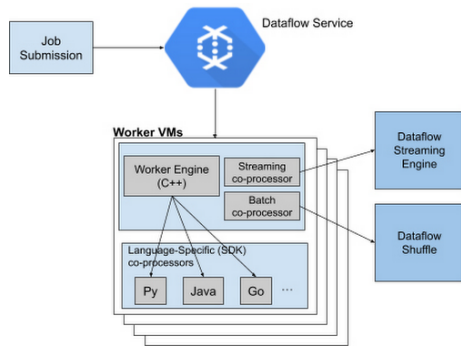 Job
Submission
Dataflow Service
Worker VMs
Worker Engine
(C++)
Streaming
co-processor
Batch
co-processor
Dataflow
Streaming
Engine
Dataflow
Shuffle
Language-Specific (SDK)
co-processors
Py
Java
Go
...